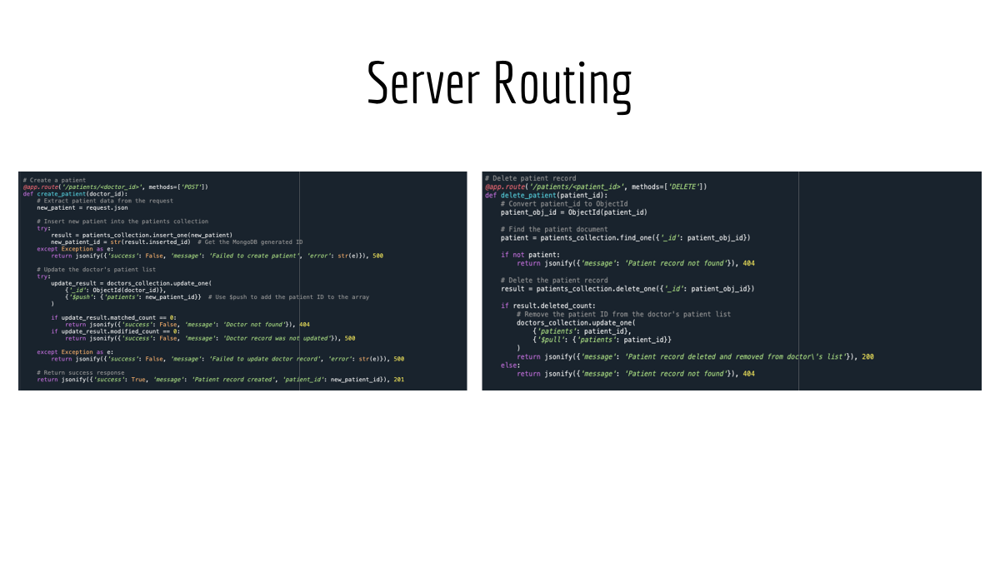 Server Routing
# Create a patient
@app.route('/patients/<doctor_id>', methods=['POST'])
def create_patient(doctor_id):
    # Extract patient data from the request
    new_patient = request.json

    # Insert new patient into the patients collection
    try:
        result = patients_collection.insert_one(new_patient)
        new_patient_id = str(result.inserted_id)  # Get the MongoDB generated ID
    except Exception as e:
        return jsonify({'success': False, 'message': 'Failed to create patient', 'error': str(e)}), 500

    # Update the doctor's patient list
    try:
        update_result = doctors_collection.update_one(
            {'_id': ObjectId(doctor_id)},
            {'$push': {'patients': new_patient_id}}  # Use $push to add the patient ID to the array
        )

        if update_result.matched_count == 0:
            return jsonify({'success': False, 'message': 'Doctor not found'}), 404
        if update_result.modified_count == 0:
            return jsonify({'success': False, 'message': 'Doctor record was not updated'}), 500

    except Exception as e:
        return jsonify({'success': False, 'message': 'Failed to update doctor record', 'error': str(e)}), 500

    # Return success response
    return jsonify({'success': True, 'message': 'Patient record created', 'patient_id': new_patient_id}), 201
# Delete patient record
@app.route('/patients/<patient_id>', methods=['DELETE'])
def delete_patient(patient_id):
    # Convert patient_id to ObjectId
    patient_obj_id = ObjectId(patient_id)

    # Find the patient document
    patient = patients_collection.find_one({'_id': patient_obj_id})

    if not patient:
        return jsonify({'message': 'Patient record not found'}), 404

    # Delete the patient record
    result = patients_collection.delete_one({'_id': patient_obj_id})

    if result.deleted_count:
        # Remove the patient ID from the doctor's patient list
        doctors_collection.update_one(
            {'patients': patient_id},
            {'$pull': {'patients': patient_id}}
        )
        return jsonify({'message': 'Patient record deleted and removed from doctor\'s list'}), 200
    else:
        return jsonify({'message': 'Patient record not found'}), 404